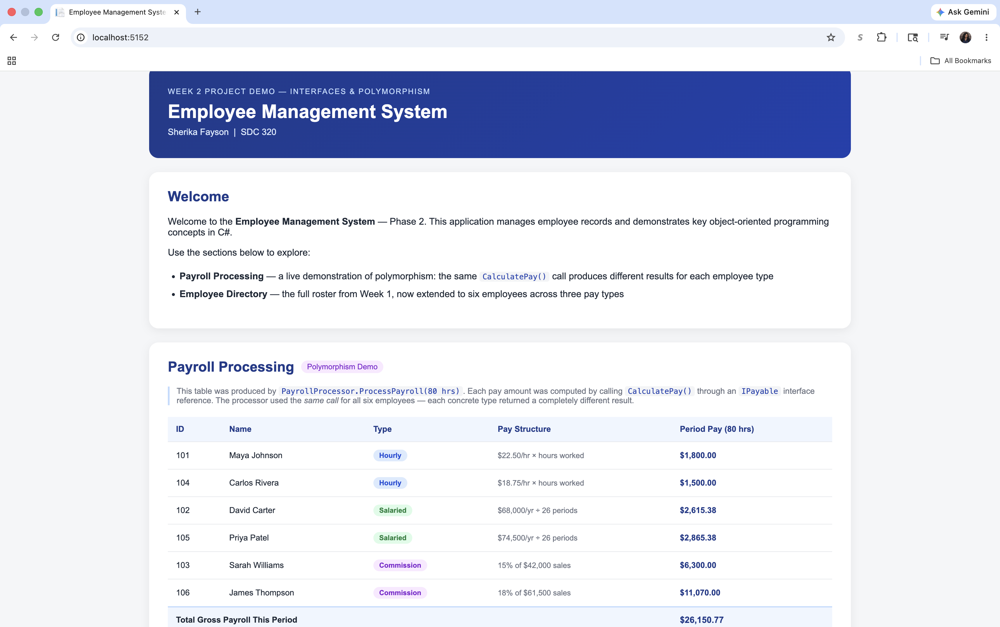 Employee Management Syste
Ask Gemini
localhost:5152
All Bookmarks
WEEK 2 PROJECT DEMO — INTERFACES & POLYMORPHISM
Employee Management System
Sherika Fayson | SDC 320
Welcome
Welcome to the Employee Management System — Phase 2. This application manages employee records and demonstrates key object-oriented programming
concepts in C#.
Use the sections below to explore:
• Payroll Processing — a live demonstration of polymorphism: the same CalculatePay() call produces different results for each employee type
• Employee Directory — the full roster from Week 1, now extended to six employees across three pay types
Payroll Processing Polymorphism Demo
This table was produced by PayrollProcessor.ProcessPayroll(80 hrs). Each pay amount was computed by calling CalculatePay() through an IPayable interface
reference. The processor used the same call for all six employees — each concrete type returned a completely different result.
ID Name Type Pay Structure Period Pay (80 hrs)
101 Maya Johnson Hourly $22.50/hr × hours worked $1,800.00
104 Carlos Rivera Hourly $18.75/hr × hours worked $1,500.00
102 David Carter Salaried $68,000/yr ÷ 26 periods $2,615.38
105 Priya Patel Salaried $74,500/yr ÷ 26 periods $2,865.38
103 Sarah Williams Commission 15% of $42,000 sales $6,300.00
106 James Thompson Commission 18% of $61,500 sales $11,070.00
Total Gross Payroll This Period $26,150.77